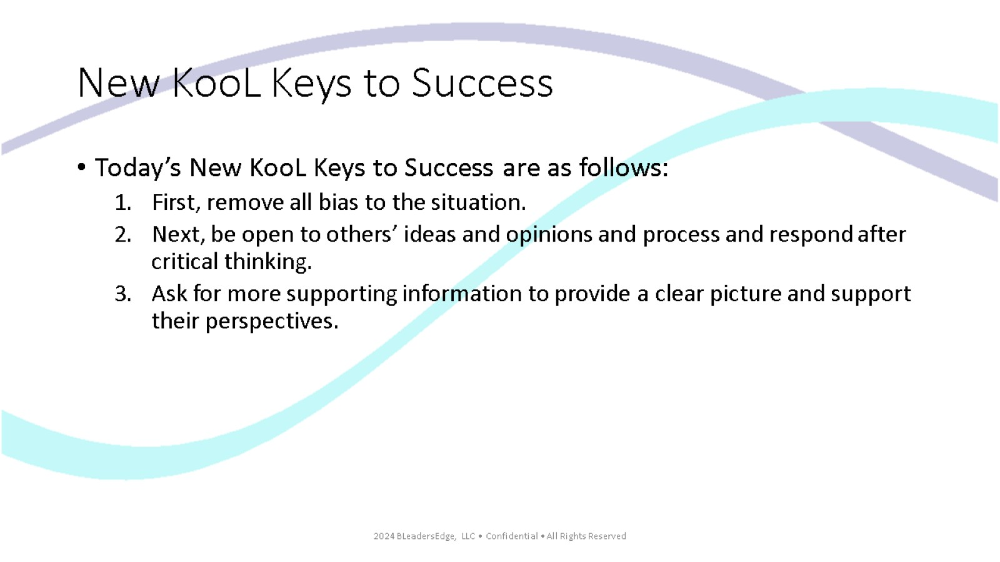 New KooL Keys to Success
• Today’s New KooL Keys to Success are as follows:
1. First, remove all bias to the situation.
2. Next, be open to others’ ideas and opinions and process and respond after
critical thinking.
3. Ask for more supporting information to provide a clear picture and support
their perspectives.
2024 BLeadersEdge, LLC • Confidential • All Rights Reserved